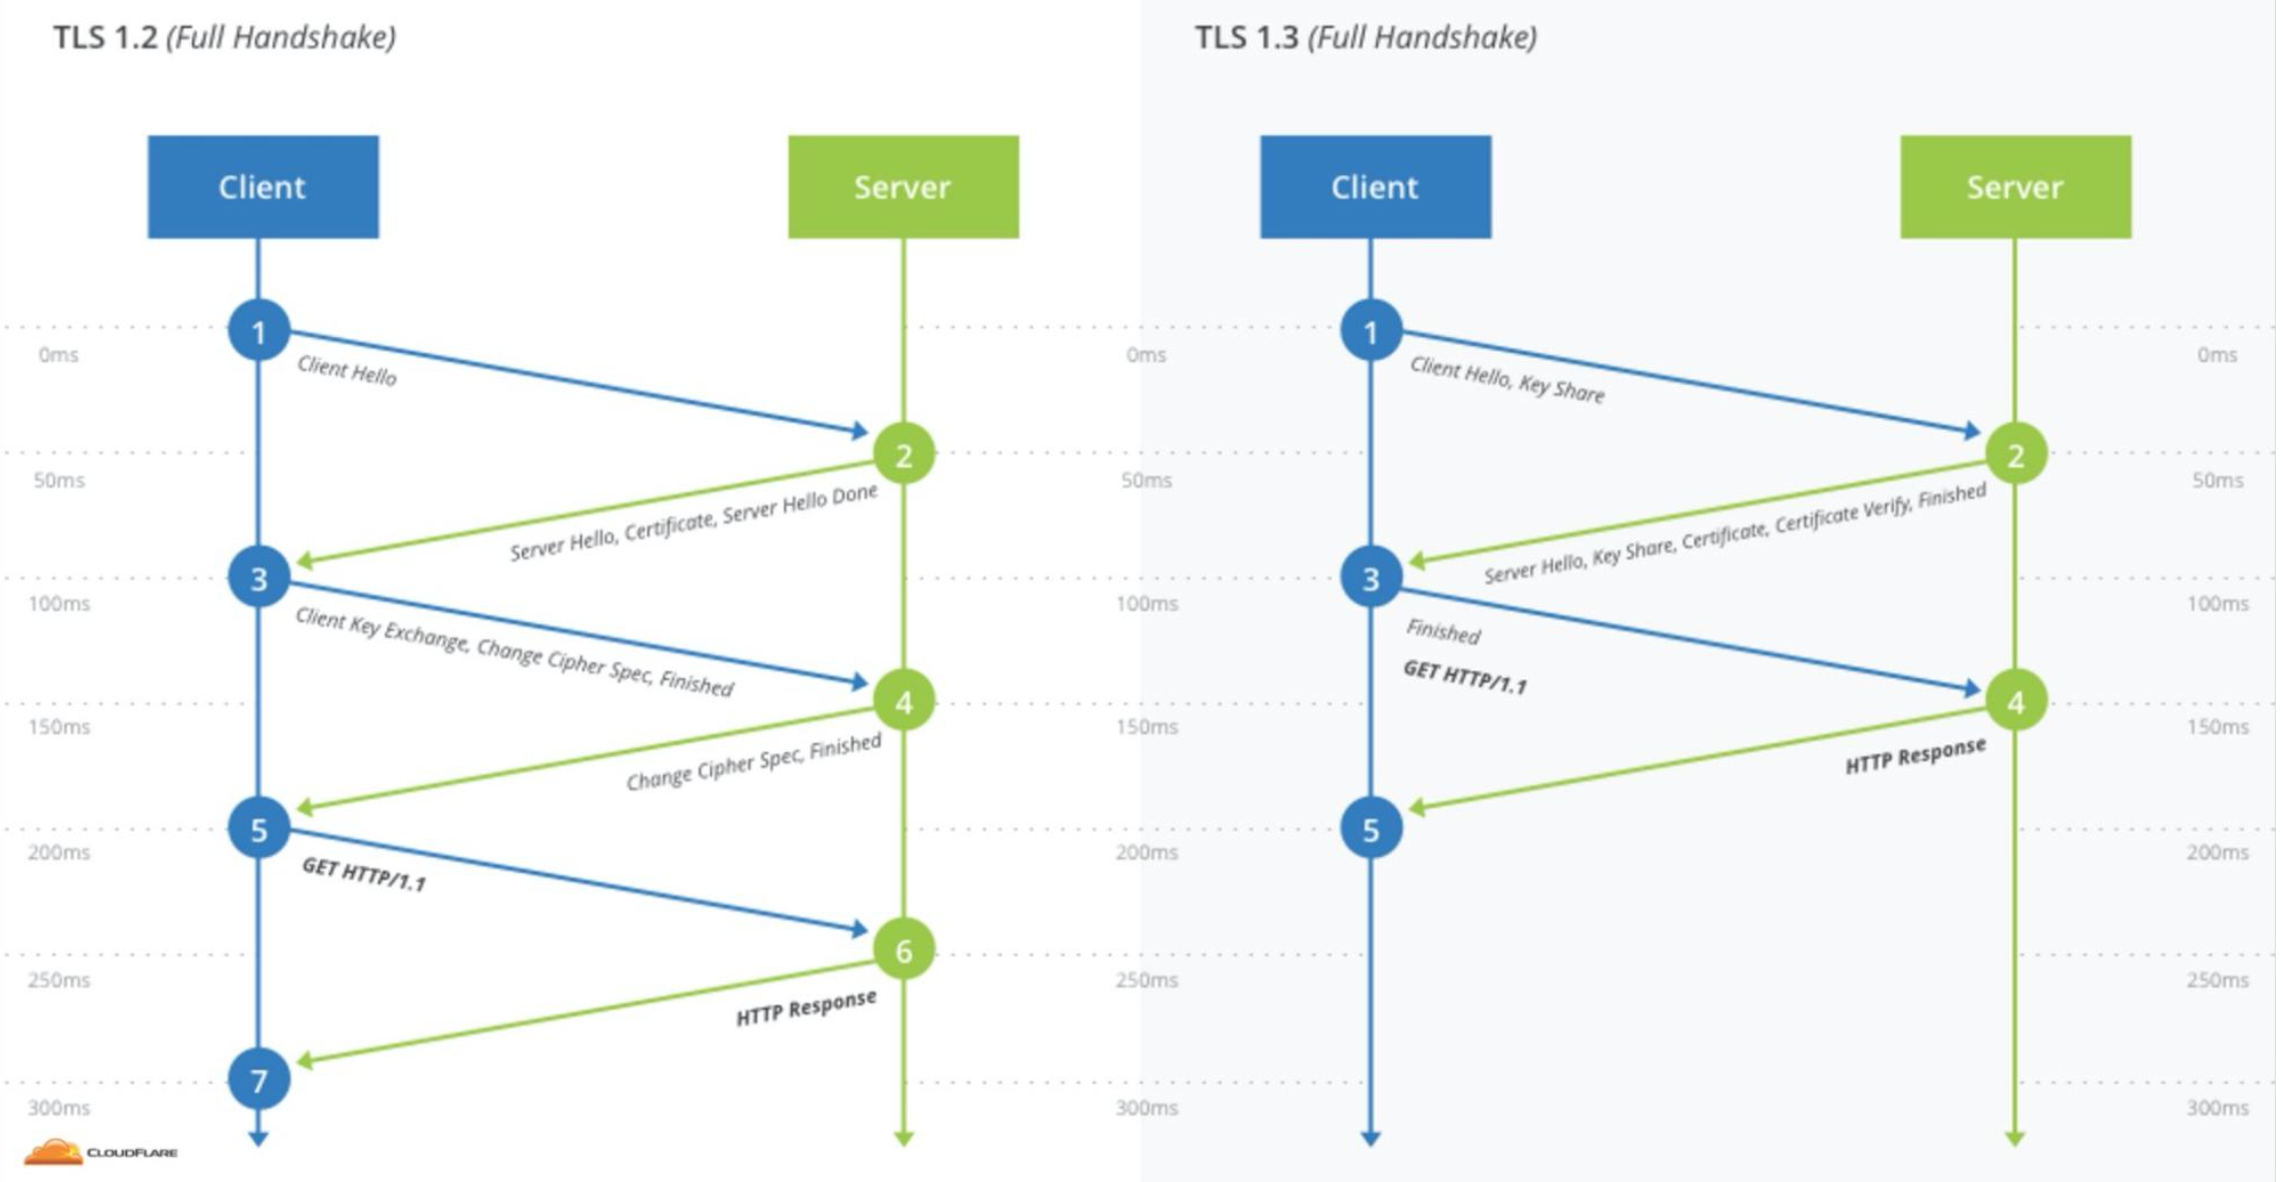 TLS 1.2 (Full Handshake)
Client
Server
1
0ms
Client Hello
2
50ms
Server Hello, Certificate, Server Hello Done
3
100ms
Client Key Exchange, Change Cipher Spec, Finished
4
150ms
Change Cipher Spec, Finished
5
200ms
GET HTTP/1.1
6
250ms
HTTP Response
7
300ms
CLOUDFLARE
TLS 1.3 (Full Handshake)
Client
Server
1
0ms
0ms
Client Hello, Key Share
2
50ms
50ms
Server Hello, Key Share, Certificate, Certificate Verify, Finished
3
100ms
100ms
Finished
GET HTTP/1.1
4
150ms
150ms
HTTP Response
5
200ms
200ms
250ms
250ms
300ms
300ms